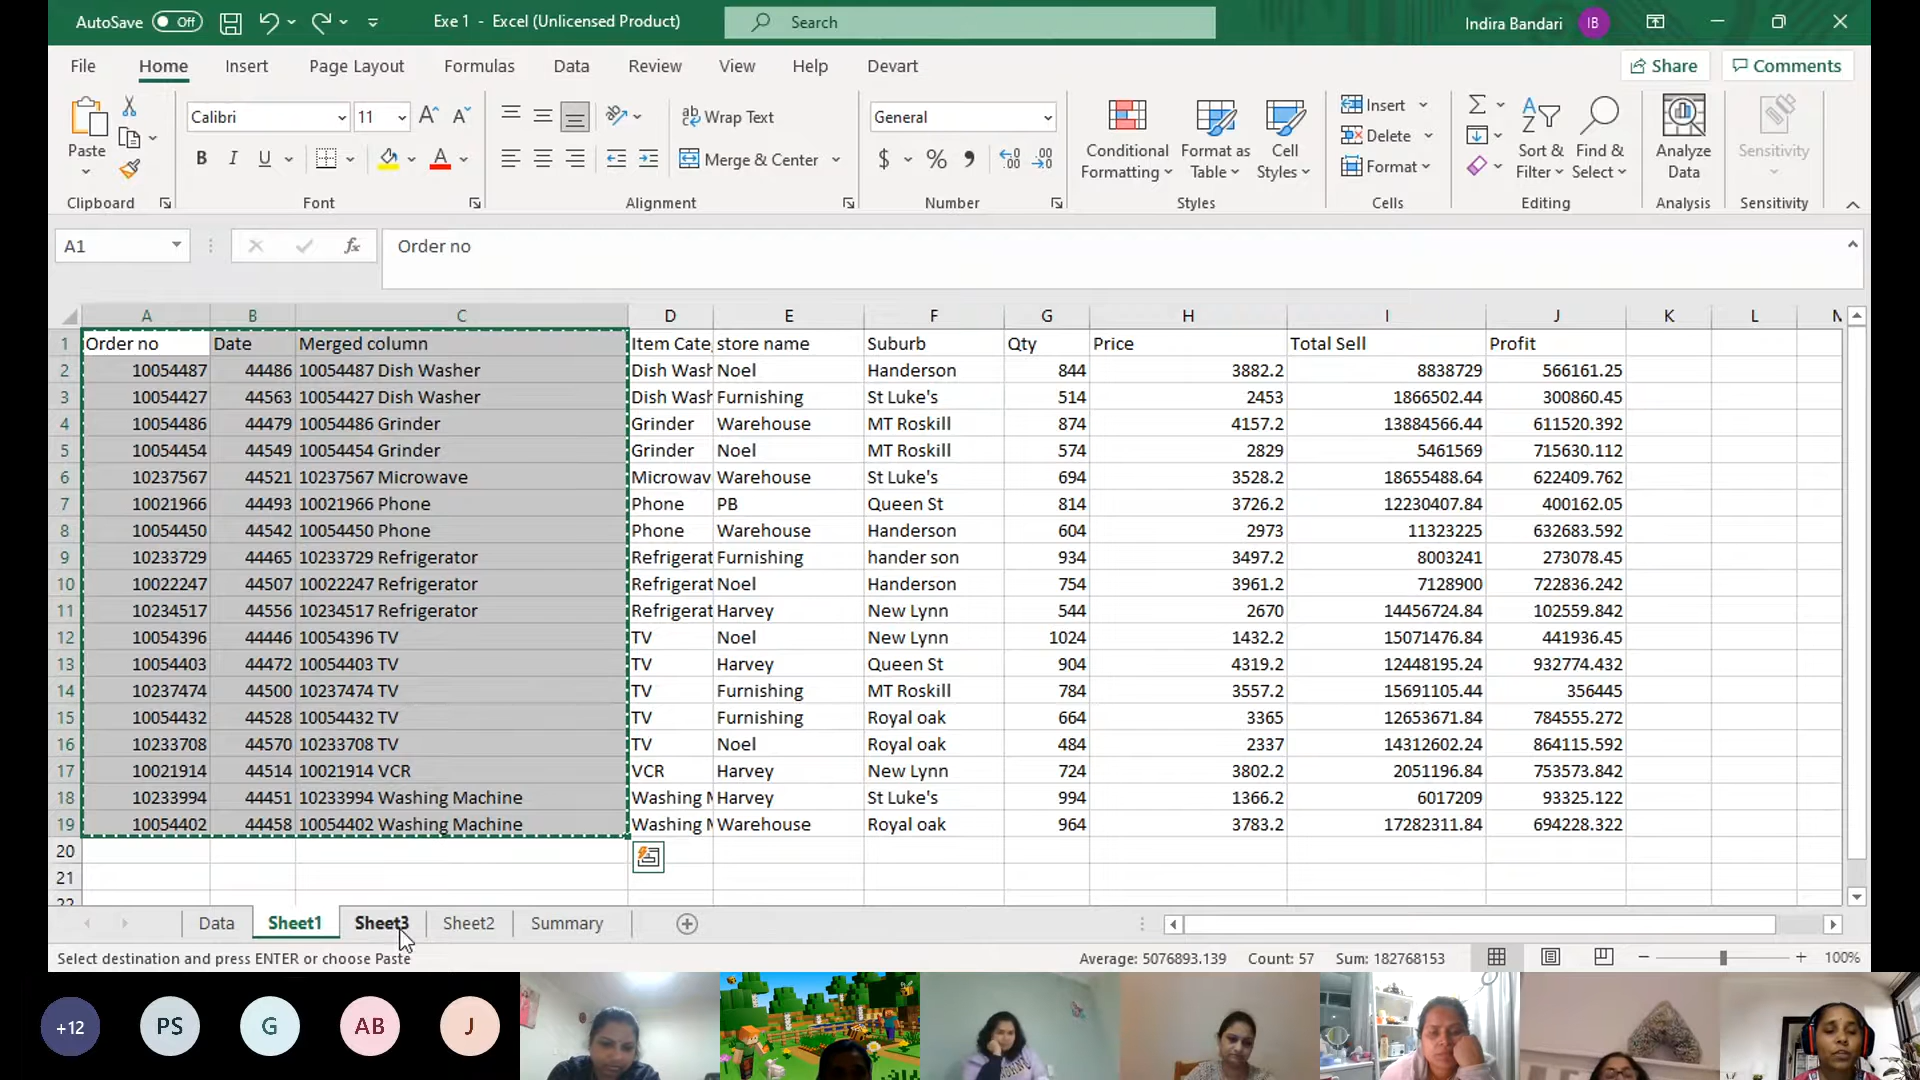 AutoSave Off Exe 1 - Excel (Unlicensed Product) Search Indira Bandari IB
File Home Insert Page Layout Formulas Data Review View Help Devart Share Comments
Paste
Clipboard
Calibri 11
B I U A
Font
Wrap Text
Merge & Center
Alignment
General
$ %
Number
Conditional Formatting
Format as Table
Cell Styles
Styles
Insert
Delete
Format
Cells
Sort & Filter
Find & Select
Editing
Analyze Data
Analysis
Sensitivity
Sensitivity
A1 fx Order no
A B C D E F G H I J K L
1 Order no Date Merged column Item Cate store name Suburb Qty Price Total Sell Profit
2 10054487 44486 10054487 Dish Washer Dish Wash Noel Handerson 844 3882.2 8838729 566161.25
3 10054427 44563 10054427 Dish Washer Dish Wash Furnishing St Luke's 514 2453 1866502.44 300860.45
4 10054486 44479 10054486 Grinder Grinder Warehouse MT Roskill 874 4157.2 13884566.44 611520.392
5 10054454 44549 10054454 Grinder Grinder Noel MT Roskill 574 2829 5461569 715630.112
6 10237567 44521 10237567 Microwave Microwav Warehouse St Luke's 694 3528.2 18655488.64 622409.762
7 10021966 44493 10021966 Phone Phone PB Queen St 814 3726.2 12230407.84 400162.05
8 10054450 44542 10054450 Phone Phone Warehouse Handerson 604 2973 11323225 632683.592
9 10233729 44465 10233729 Refrigerator Refrigerat Furnishing hander son 934 3497.2 8003241 273078.45
10 10022247 44507 10022247 Refrigerator Refrigerat Noel Handerson 754 3961.2 7128900 722836.242
11 10234517 44556 10234517 Refrigerator Refrigerat Harvey New Lynn 544 2670 14456724.84 102559.842
12 10054396 44446 10054396 TV TV Noel New Lynn 1024 1432.2 15071476.84 441936.45
13 10054403 44472 10054403 TV TV Harvey Queen St 904 4319.2 12448195.24 932774.432
14 10237474 44500 10237474 TV TV Furnishing MT Roskill 784 3557.2 15691105.44 356445
15 10054432 44528 10054432 TV TV Furnishing Royal oak 664 3365 12653671.84 784555.272
16 10233708 44570 10233708 TV TV Noel Royal oak 484 2337 14312602.24 864115.592
17 10021914 44514 10021914 VCR VCR Harvey New Lynn 724 3802.2 2051196.84 753573.842
18 10233994 44451 10233994 Washing Machine Washing M Harvey St Luke's 994 1366.2 6017209 93325.122
19 10054402 44458 10054402 Washing Machine Washing M Warehouse Royal oak 964 3783.2 17282311.84 694228.322
20
21
22
Data Sheet1 Sheet3 Sheet2 Summary
Select destination and press ENTER or choose Paste Average: 5076893.139 Count: 57 Sum: 182768153 100%
+12 PS G AB J